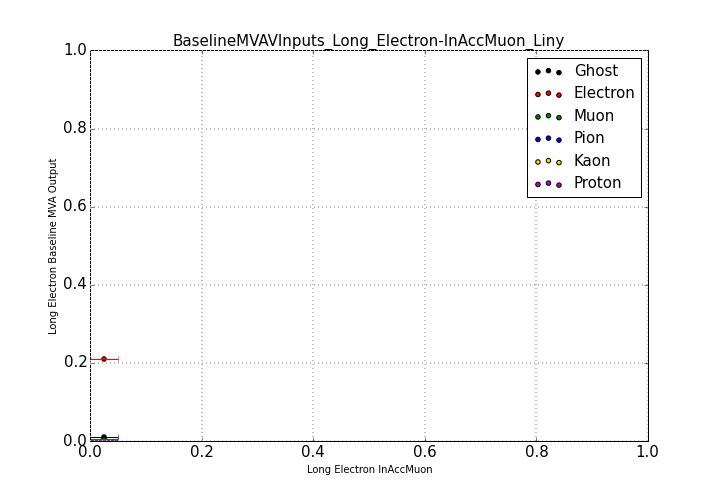 BaselineMVAVInputs_Long_Electron-InAccMuon_Liny
1.0
0.8
0.6
0.4
0.2
0.0
Long Electron Baseline MVA Output
Ghost
Electron
Muon
Pion
Kaon
Proton
0.0 0.2 0.4 0.6 0.8 1.0
Long Electron InAccMuon